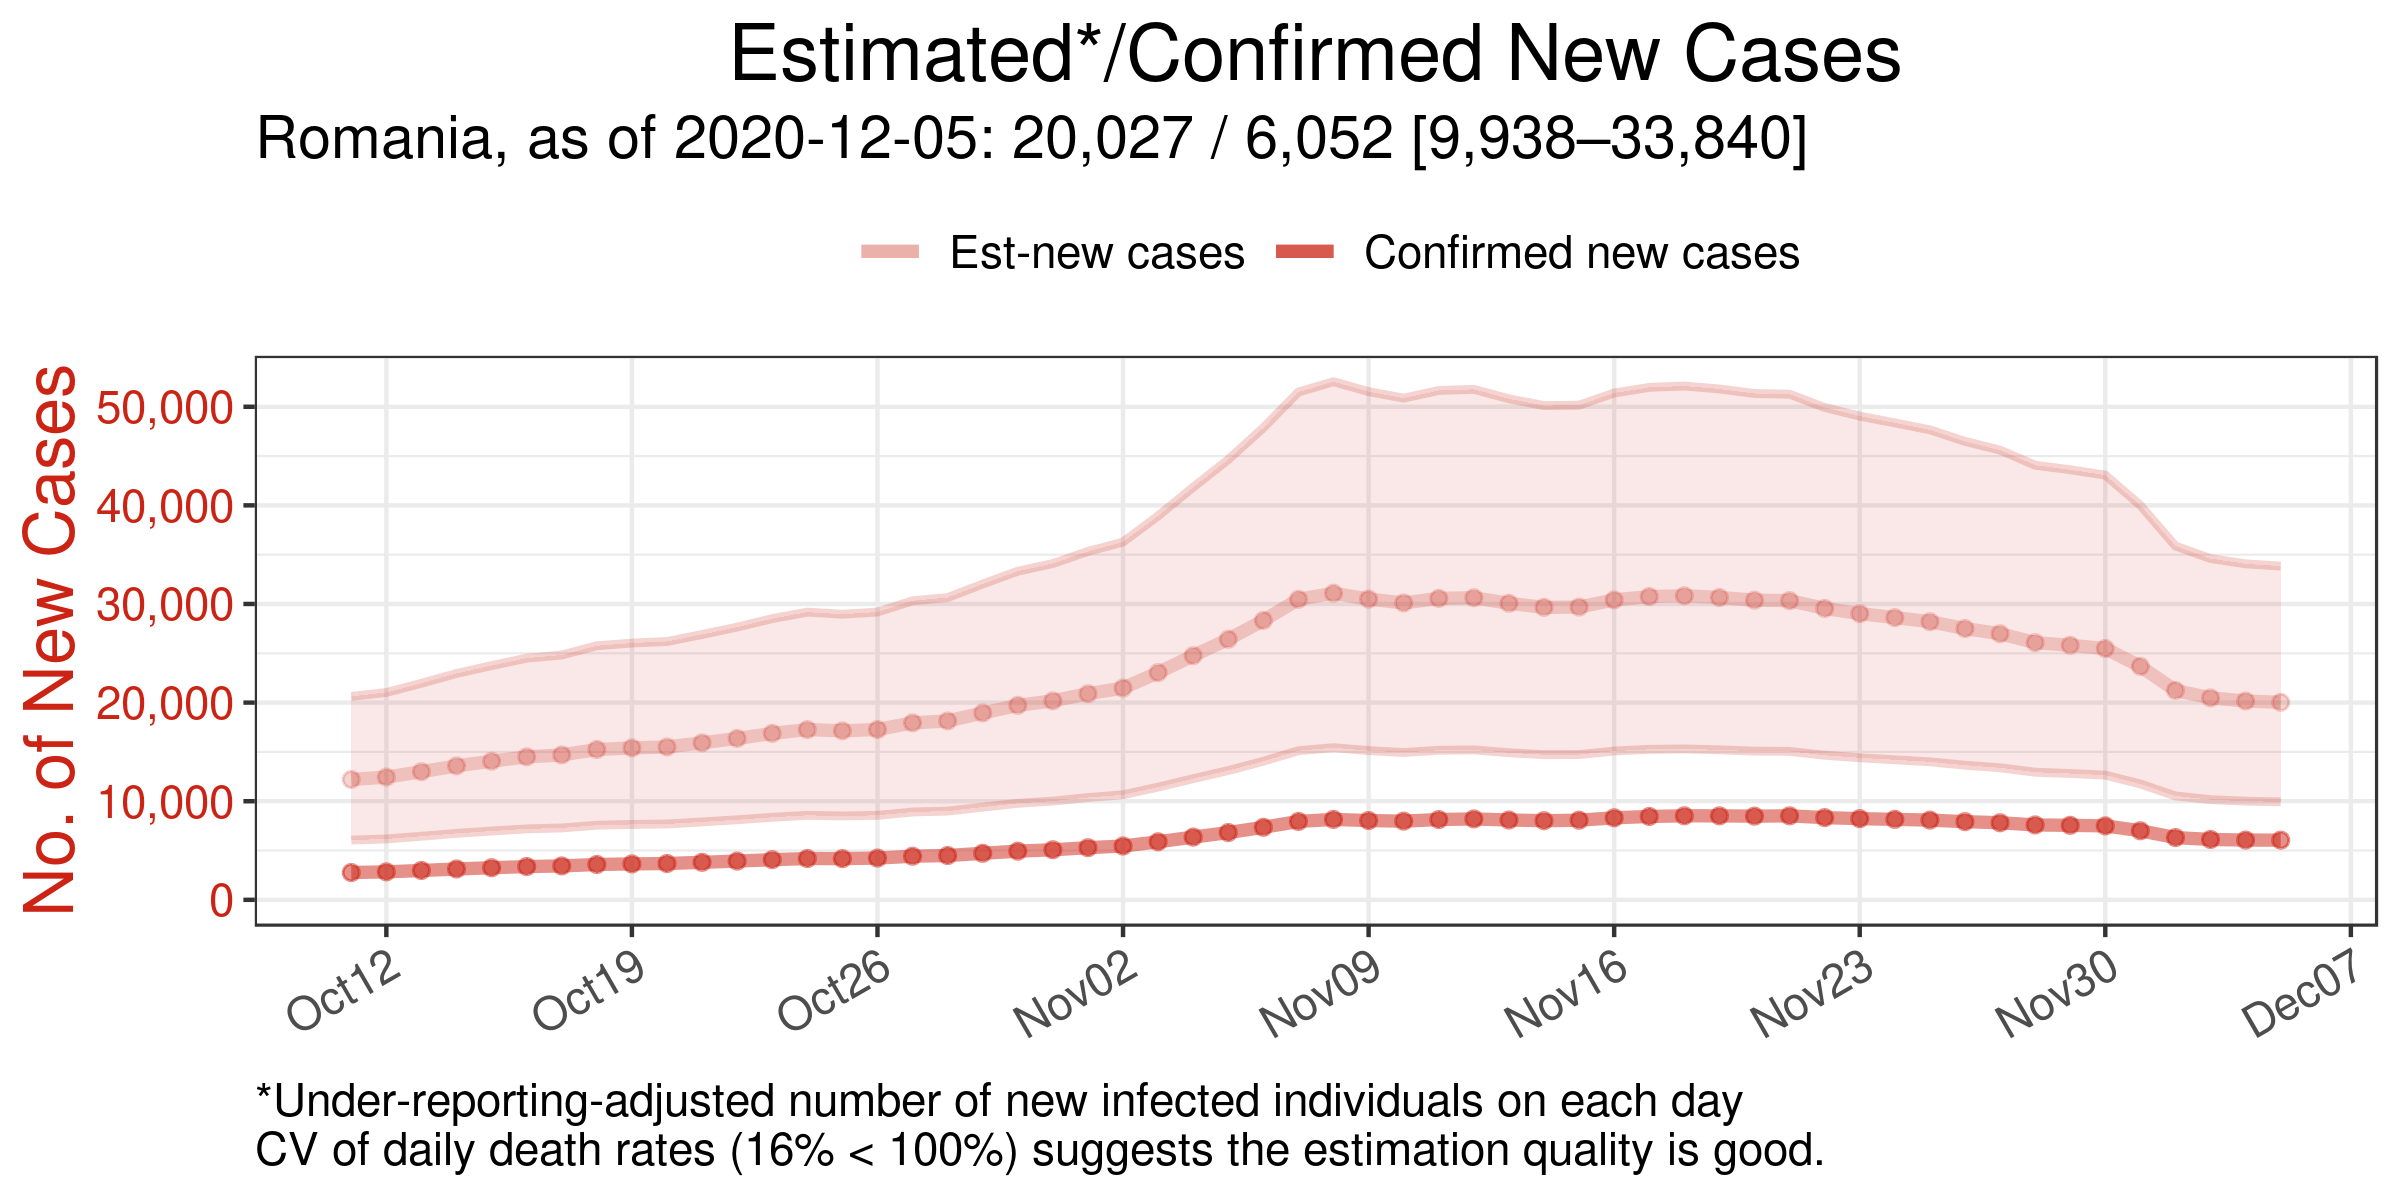 Estimated*/Confirmed New Cases
Romania, as of 2020-12-05: 20,027 / 6,052 [9,938–33,840]
Est-new cases
Confirmed new cases
No. of New Cases
50,000
40,000
30,000
20,000
10,000
0
Oct12
Oct19
Oct26
Nov02
Nov09
Nov16
Nov23
Nov30
Dec07
*Under-reporting-adjusted number of new infected individuals on each day
CV of daily death rates (16% < 100%) suggests the estimation quality is good.